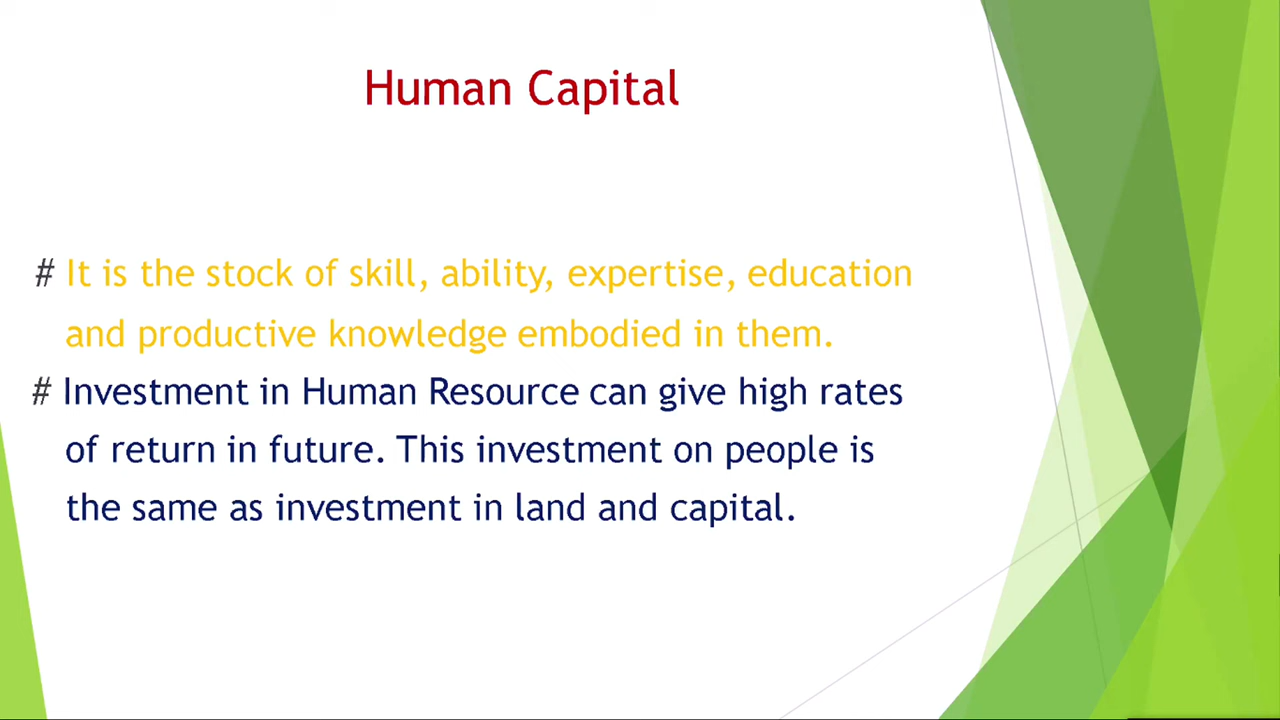 Human Capital
# It is the stock of skill, ability, expertise, education
and productive knowledge embodied in them.
# Investment in Human Resource can give high rates
of return in future. This investment on people is
the same as investment in land and capital.